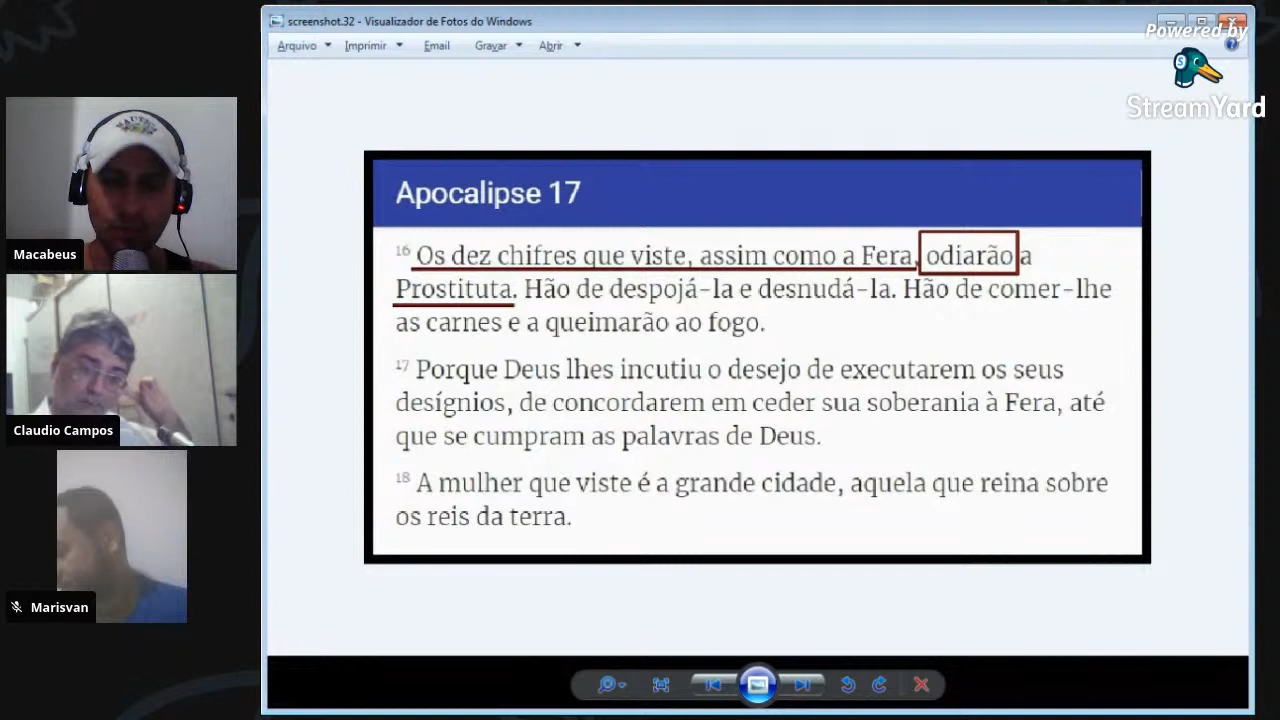 screenshot.32 - Visualizador de Fotos do Windows
Arquivo Imprimir Email Gravar Abrir
Powered by
StreamYard
Macabeus
Claudio Campos
Marisvan
Apocalipse 17
16 Os dez chifres que viste, assim como a Fera, odiarão a
Prostituta. Hão de despojá-la e desnudá-la. Hão de comer-lhe
as carnes e a queimarão ao fogo.
17 Porque Deus lhes incutiu o desejo de executarem os seus
desígnios, de concordarem em ceder sua soberania à Fera, até
que se cumpram as palavras de Deus.
18 A mulher que viste é a grande cidade, aquela que reina sobre
os reis da terra.